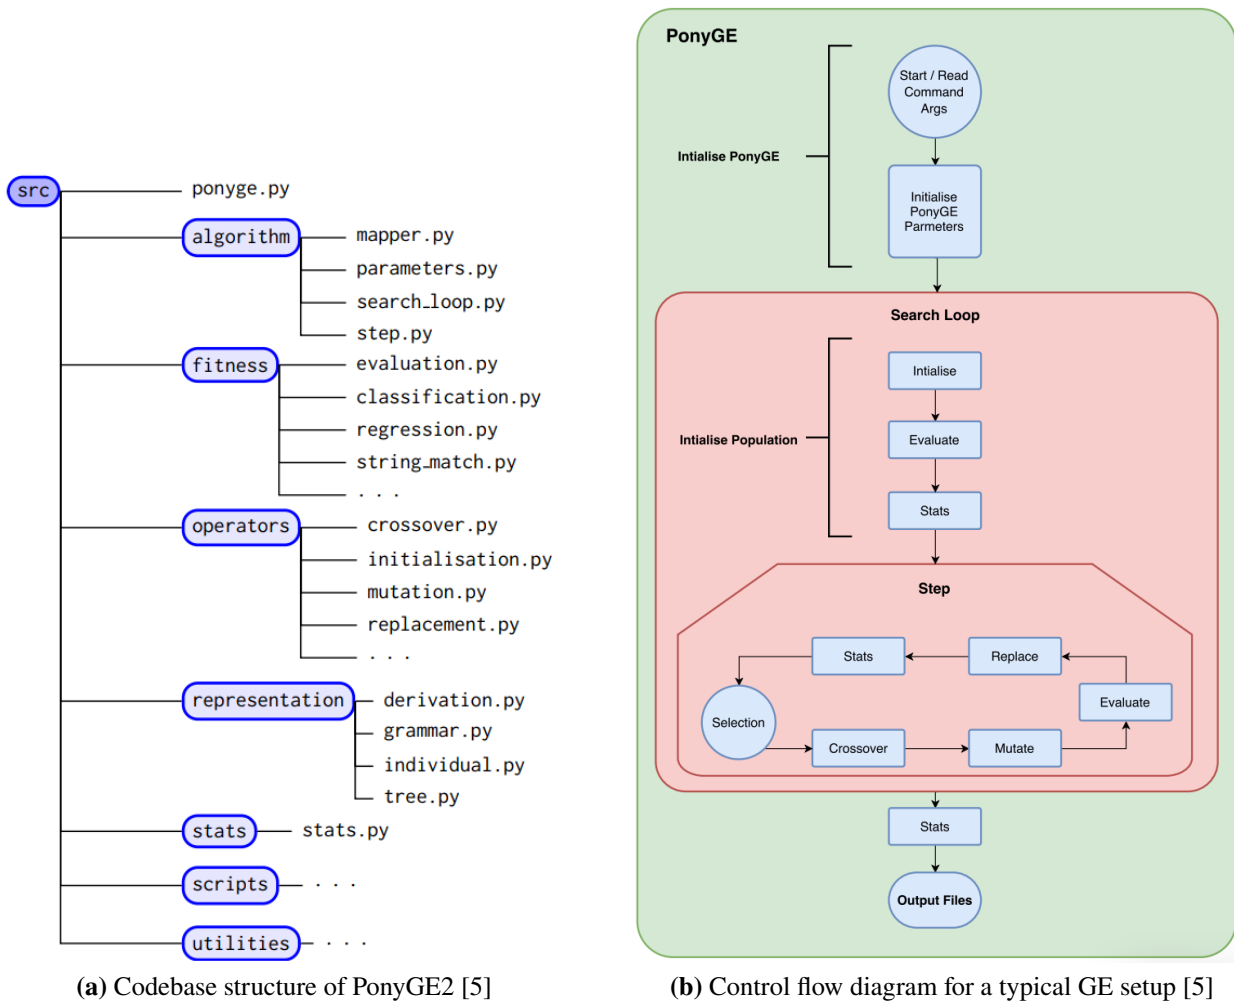 src
ponyge.py
algorithm
mapper.py
parameters.py
search_loop.py
step.py
fitness
evaluation.py
classification.py
regression.py
string_match.py
. . .
operators
crossover.py
initialisation.py
mutation.py
replacement.py
. . .
representation
derivation.py
grammar.py
individual.py
tree.py
stats
stats.py
scripts
. . .
utilities
. . .
(a) Codebase structure of PonyGE2 [5]
PonyGE
Start / Read
Command
Args
Intialise PonyGE
Initialise
PonyGE
Parmeters
Search Loop
Intialise
Intialise Population
Evaluate
Stats
Step
Stats
Replace
Evaluate
Selection
Crossover
Mutate
Stats
Output Files
(b) Control flow diagram for a typical GE setup [5]